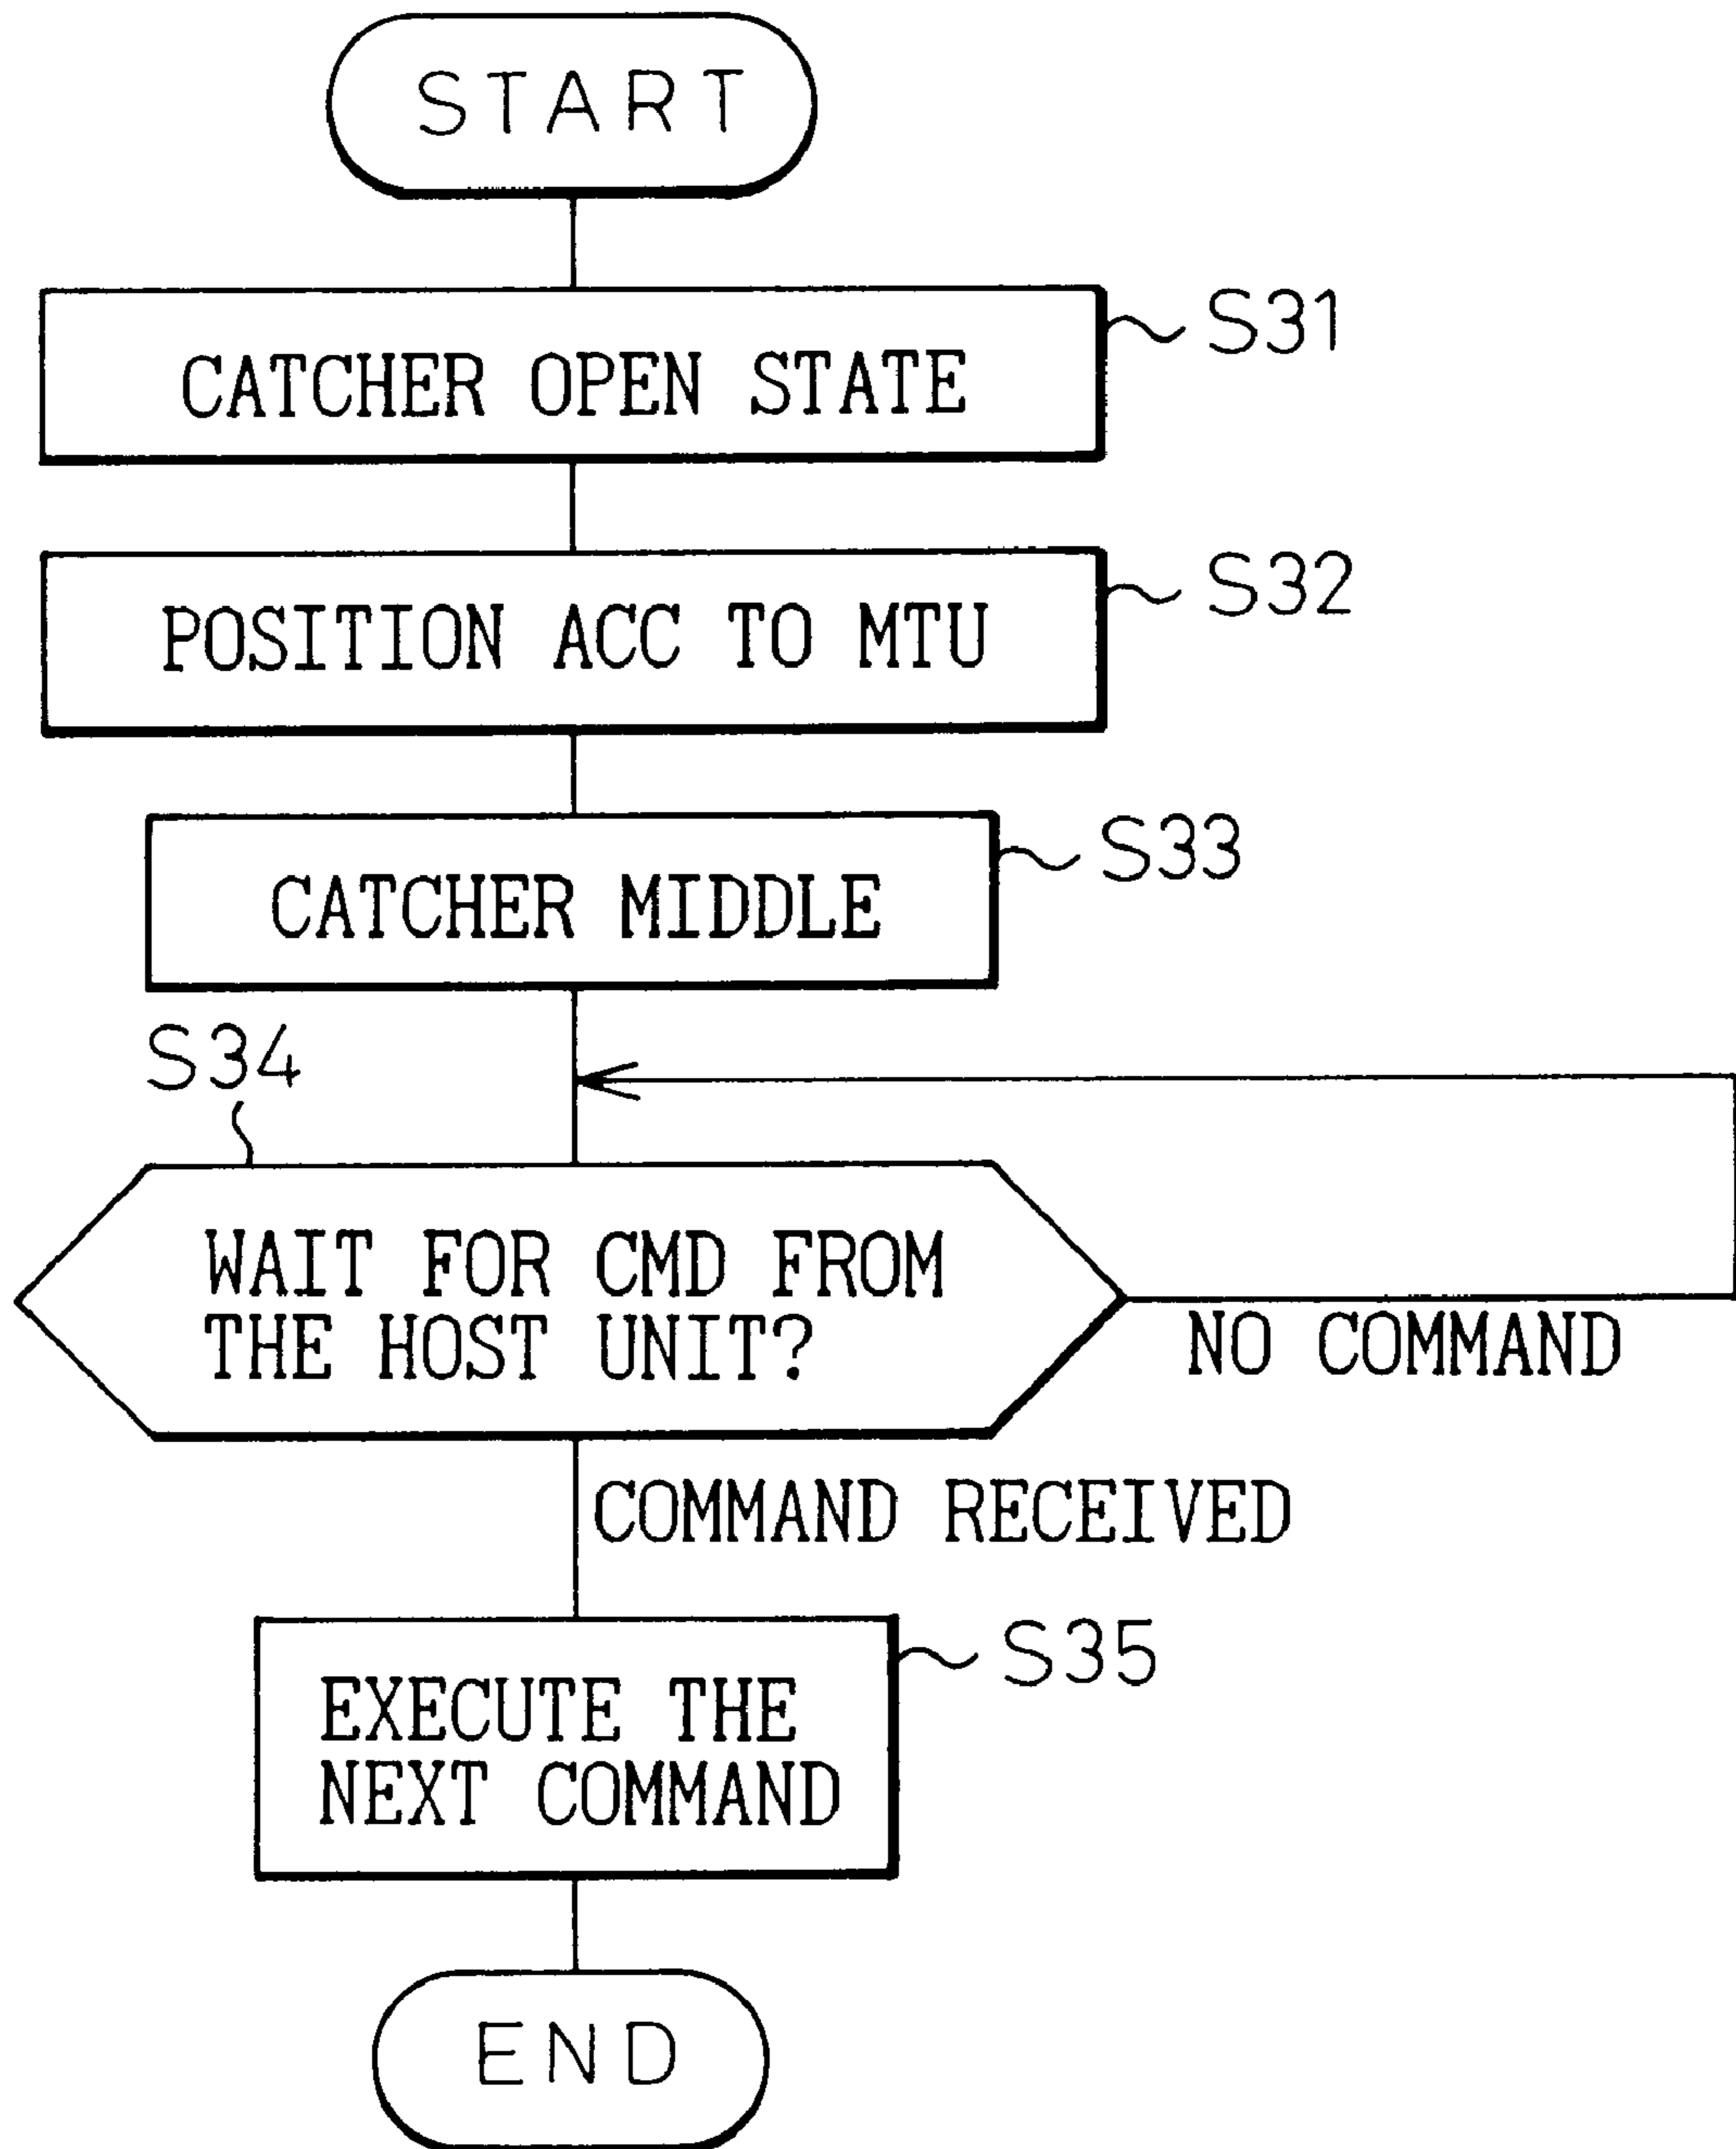 START
CATCHER OPEN STATE
S31
POSITION ACC TO MTU
S32
CATCHER MIDDLE
S33
S34
WAIT FOR CMD FROM
THE HOST UNIT?
NO COMMAND
COMMAND RECEIVED
EXECUTE THE
NEXT COMMAND
S35
END